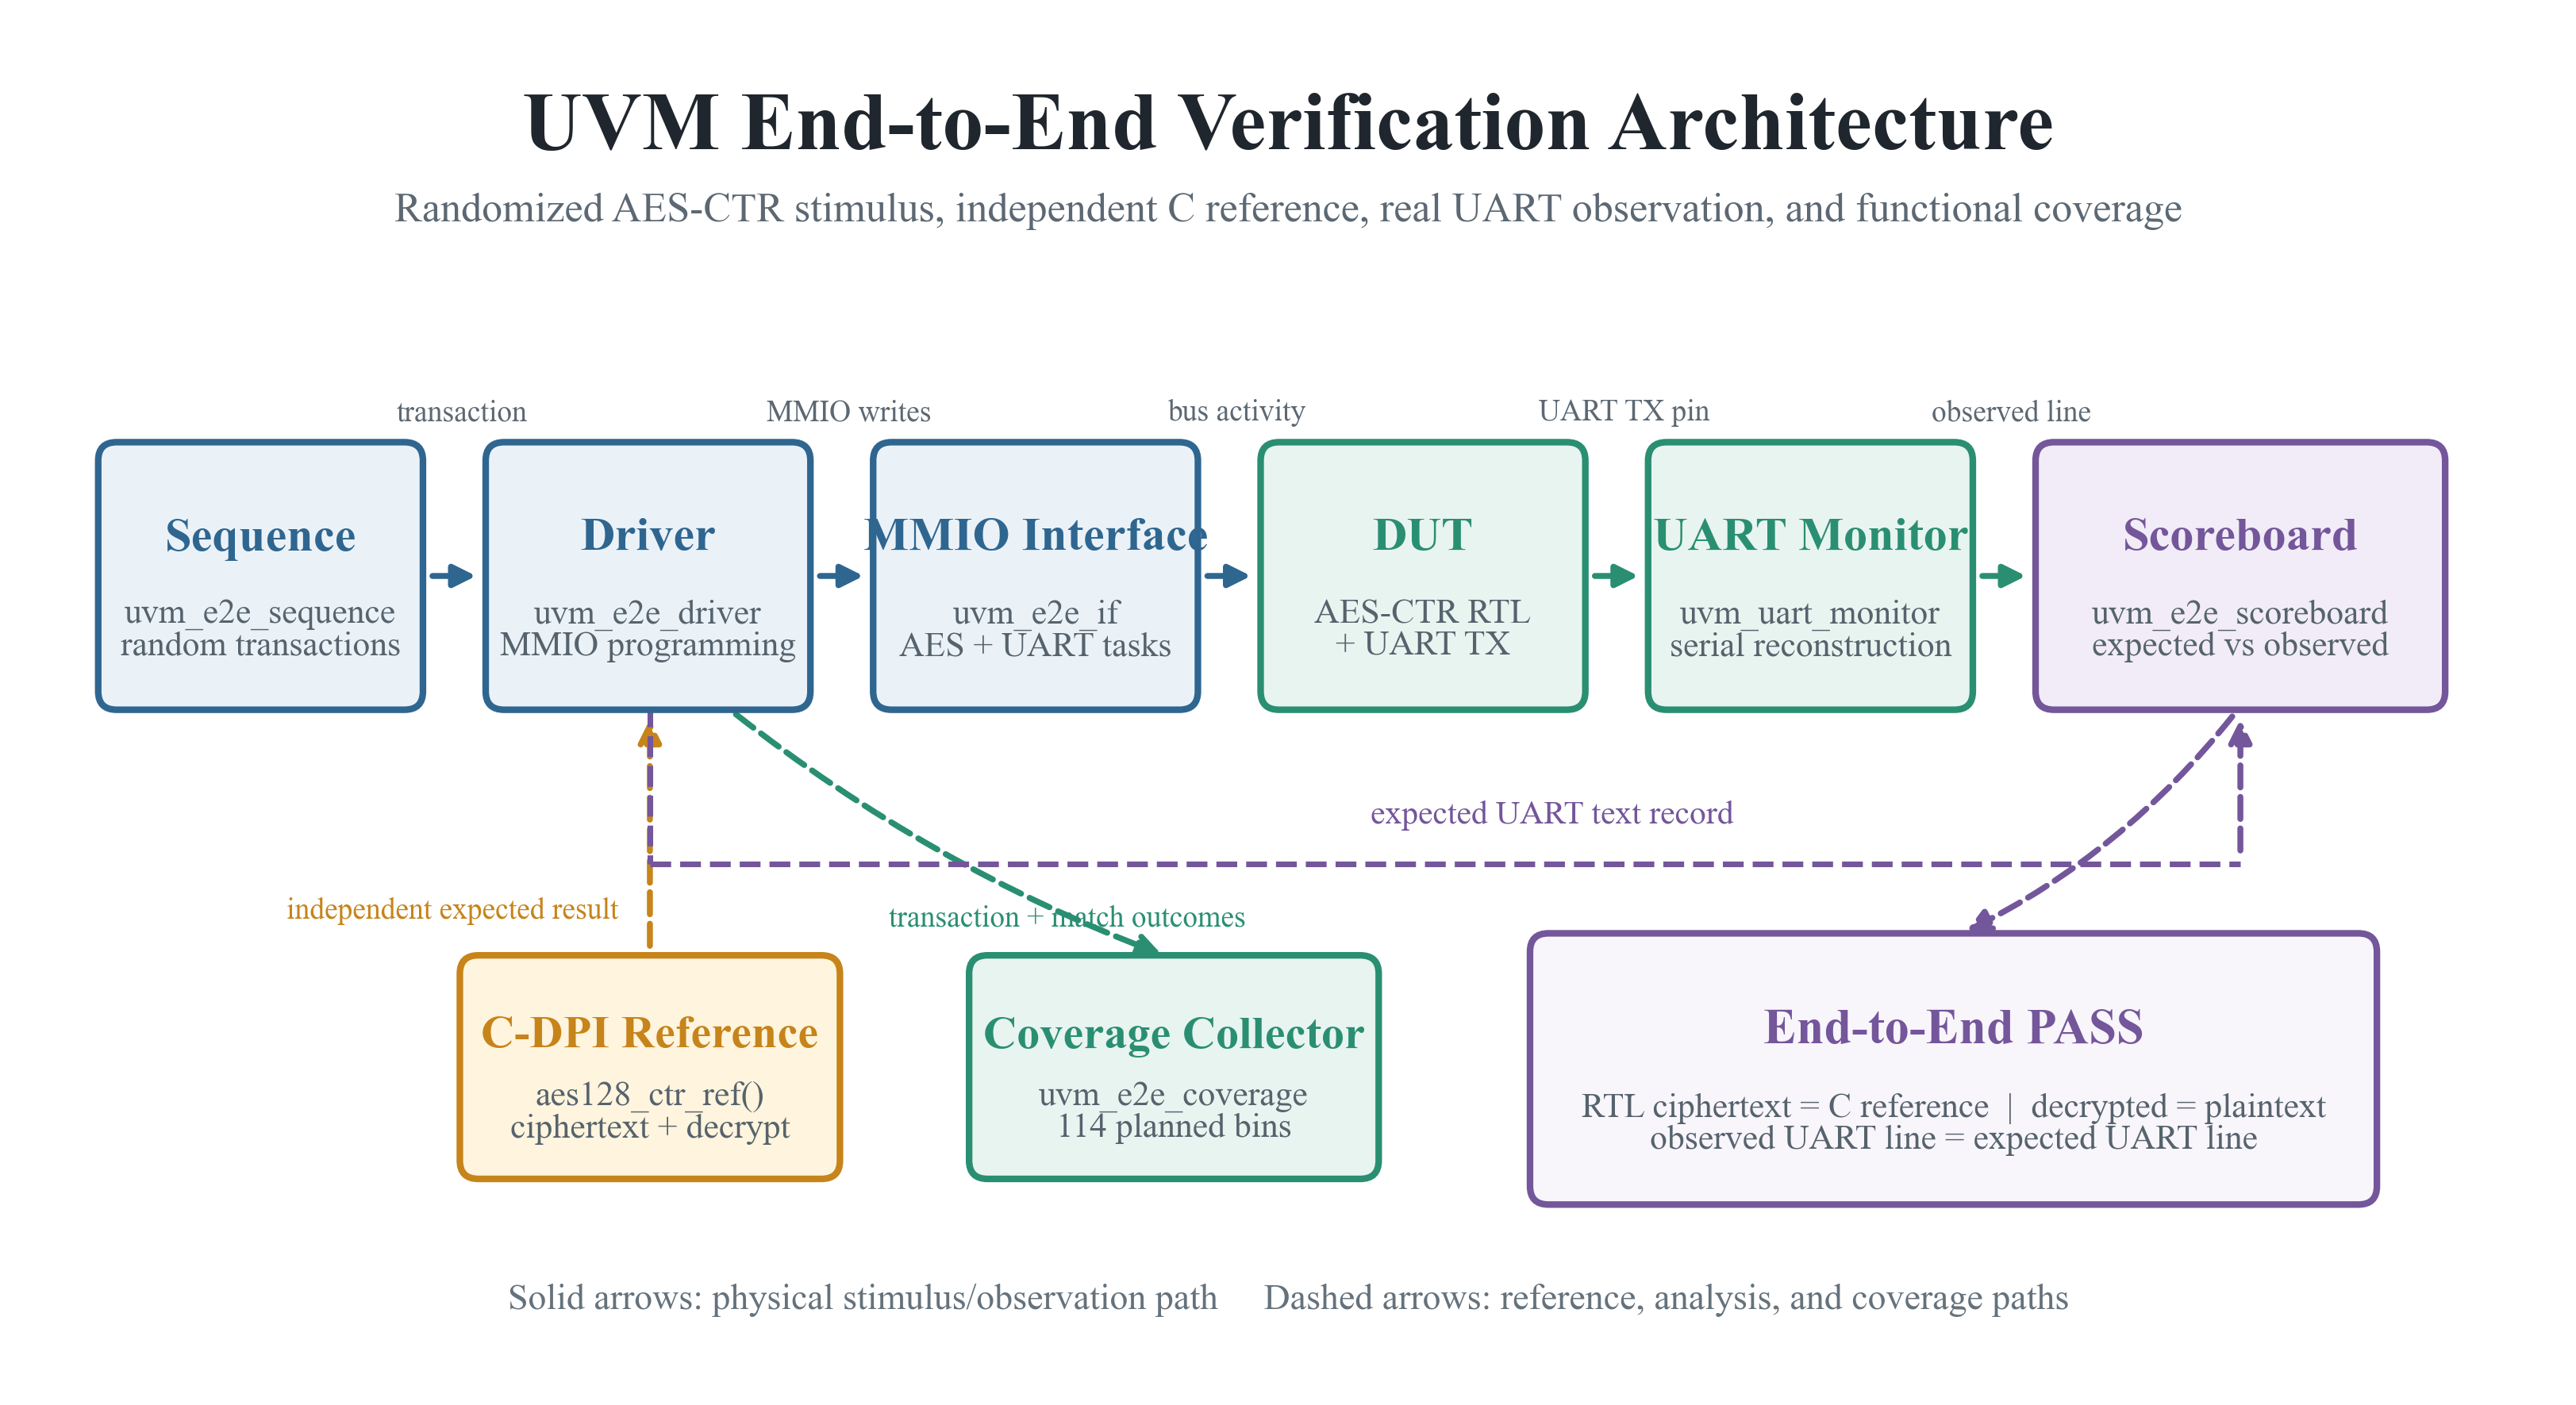 UVM End-to-End Verification Architecture
Randomized AES-CTR stimulus, independent C reference, real UART observation, and functional coverage
transaction
MMIO writes
bus activity
UART TX pin
observed line
Sequence
uvm_e2e_sequence
random transactions
Driver
uvm_e2e_driver
MMIO programming
MMIO Interface
uvm_e2e_if
AES + UART tasks
DUT
AES-CTR RTL
+ UART TX
UART Monitor
uvm_uart_monitor
serial reconstruction
Scoreboard
uvm_e2e_scoreboard
expected vs observed
expected UART text record
independent expected result
transaction + match outcomes
C-DPI Reference
aes128_ctr_ref()
ciphertext + decrypt
Coverage Collector
uvm_e2e_coverage
114 planned bins
End-to-End PASS
RTL ciphertext = C reference | decrypted = plaintext
observed UART line = expected UART line
Solid arrows: physical stimulus/observation path Dashed arrows: reference, analysis, and coverage paths